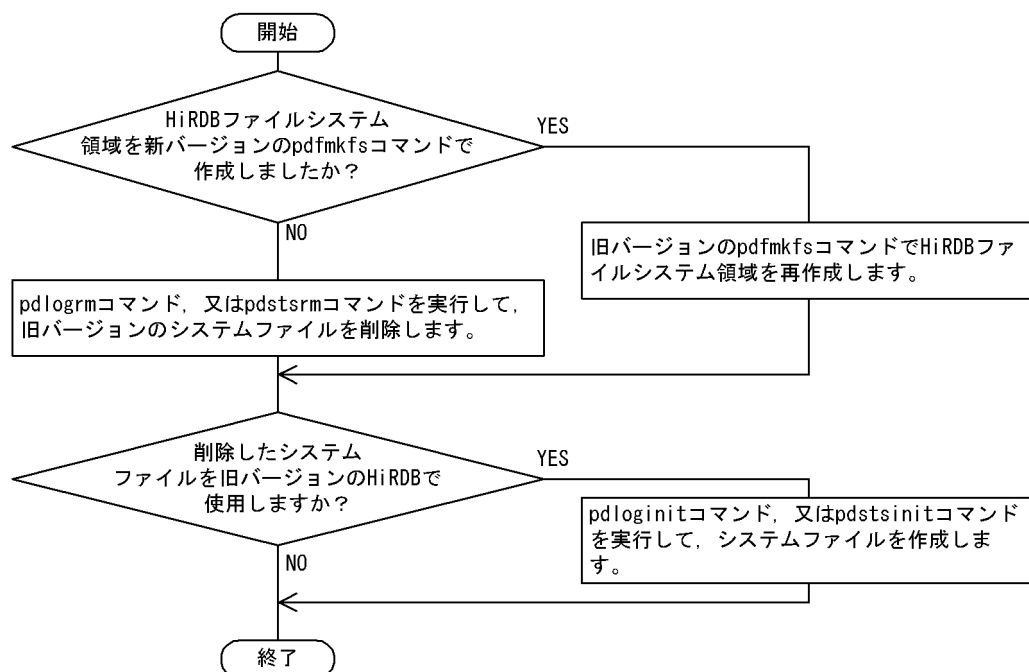 開始
HiRDBファイルシステム
領域を新バージョンのpdfmkfsコマンドで
作成しましたか？
YES
NO
旧バージョンのpdfmkfsコマンドでHiRDBファ
イルシステム領域を再作成します。
pdlogrmコマンド，又はpdstsrmコマンドを実行して，
旧バージョンのシステムファイルを削除します。
削除したシステム
ファイルを旧バージョンのHiRDBで
使用しますか？
YES
NO
pdloginitコマンド，又はpdstsinitコマンド
を実行して，システムファイルを作成しま
す。
終了